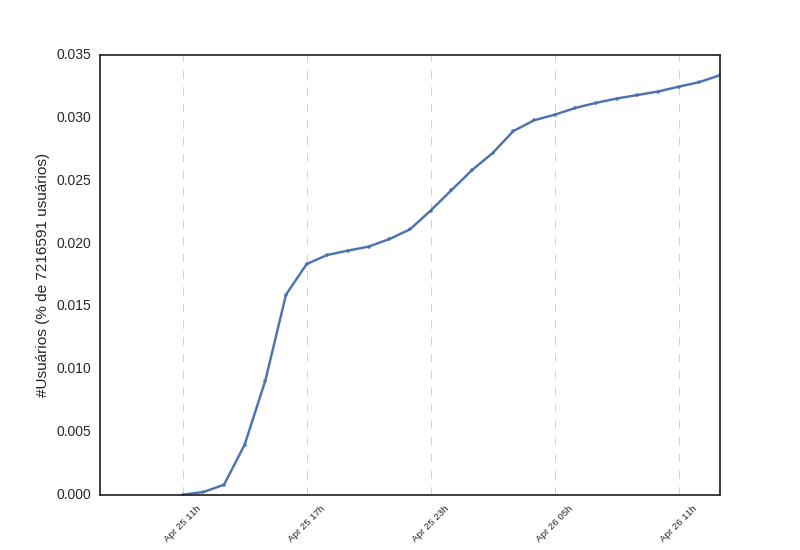 0.035
0.030
0.025
0.020
0.015
0.010
0.005
0.000
#Usuários (% de 7216591 usuários)
Apr 25 11h
Apr 25 17h
Apr 25 23h
Apr 26 05h
Apr 26 11h